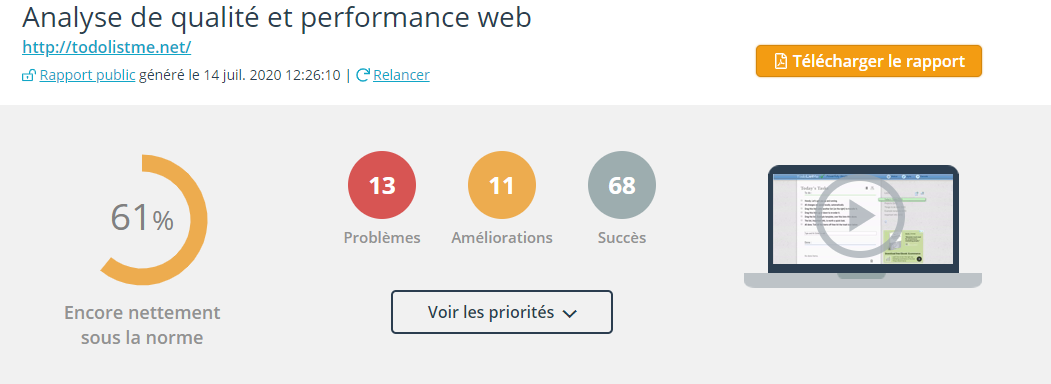 Analyse de qualité et performance web
http://todolistme.net/
Rapport public généré le 14 juil. 2020 12:26:10 | Relancer
Télécharger le rapport
61%
Encore nettement
sous la norme
13
Problèmes
11
Améliorations
68
Succès
Voir les priorités